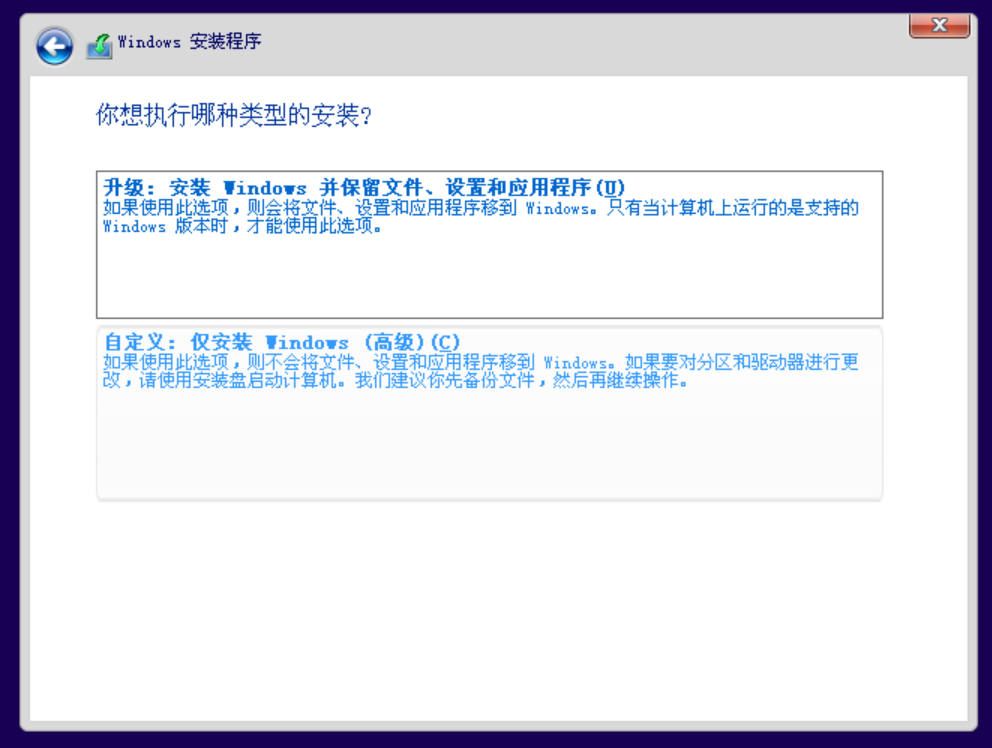 Windows 安装程序
你想执行哪种类型的安装?
升级: 安装 Windows 并保留文件、设置和应用程序(U)
如果使用此选项，则会将文件、设置和应用程序移到 Windows。只有当计算机上运行的是支持的
Windows 版本时，才能使用此选项。
自定义: 仅安装 Windows (高级)(C)
如果使用此选项，则不会将文件、设置和应用程序移到 Windows。如果要对分区和驱动器进行更
改，请使用安装盘启动计算机。我们建议你先备份文件，然后再继续操作。